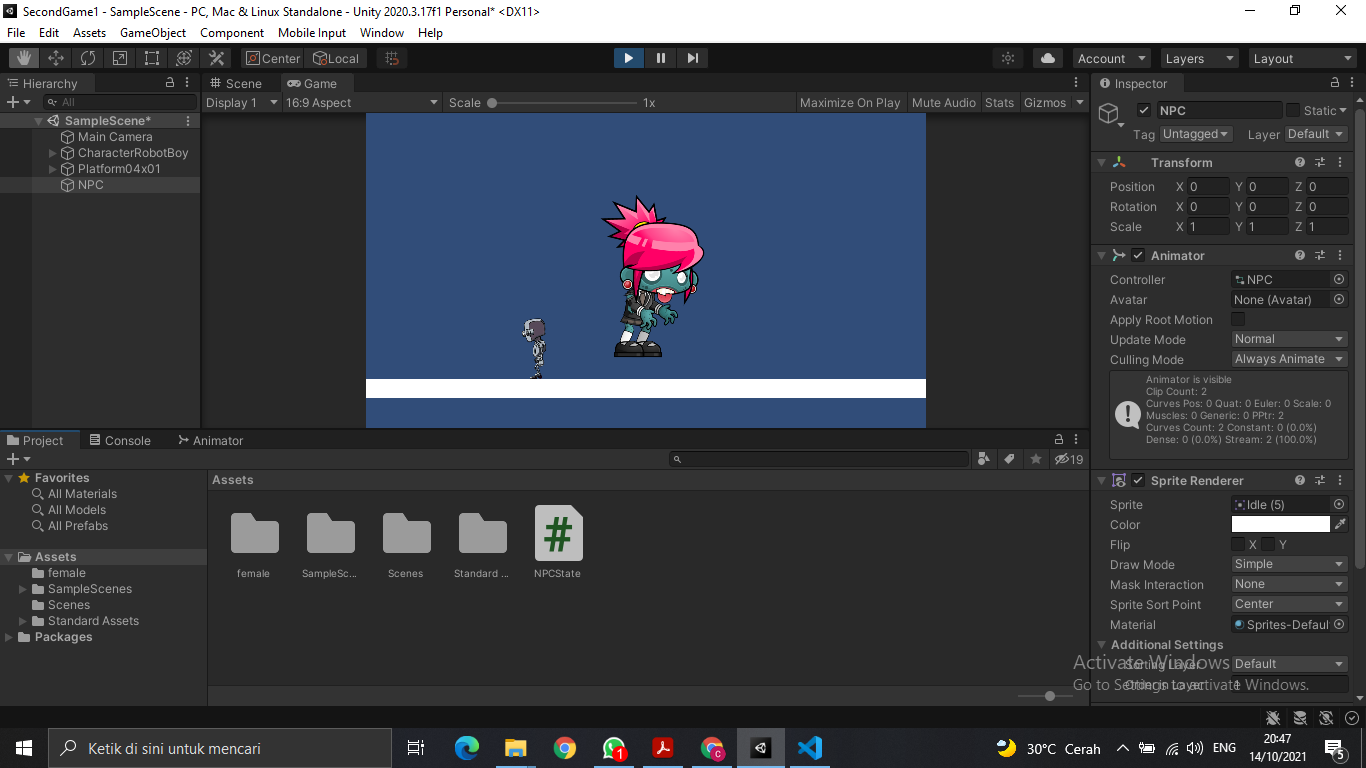 SecondGame1 - SampleScene - PC, Mac & Linux Standalone - Unity 2020.3.17f1 Personal* <DX11>
File Edit Assets GameObject Component Mobile Input Window Help
Center Local Account Layers Layout
Hierarchy
All
SampleScene*
Main Camera
CharacterRobotBoy
Platform04x01
NPC
Scene Game
Display 1 16:9 Aspect Scale 1x Maximize On Play Mute Audio Stats Gizmos
Inspector
NPC Static
Tag Untagged Layer Default
Transform
Position X 0 Y 0 Z 0
Rotation X 0 Y 0 Z 0
Scale X 1 Y 1 Z 1
Animator
Controller NPC
Avatar None (Avatar)
Apply Root Motion
Update Mode Normal
Culling Mode Always Animate
Animator is visible
Clip Count: 2
Curves Pos: 0 Quat: 0 Euler: 0 Scale: 0
Muscles: 0 Generic: 0 PPtr: 2
Curves Count: 2 Constant: 0 (0.0%)
Dense: 0 (0.0%) Stream: 2 (100.0%)
Sprite Renderer
Sprite Idle (5)
Color
Flip X Y
Draw Mode Simple
Mask Interaction None
Sprite Sort Point Center
Material Sprites-Defaul
Additional Settings
Sorting Layer Default
Order in Layer
Activate Windows
Go to Settings to activate Windows.
Project Console Animator
19
Favorites
All Materials
All Models
All Prefabs
Assets
female
SampleScenes
Scenes
Standard Assets
Packages
Assets
female SampleSc... Scenes Standard ... NPCState
Ketik di sini untuk mencari
1
30°C Cerah ENG
20:47
14/10/2021
5